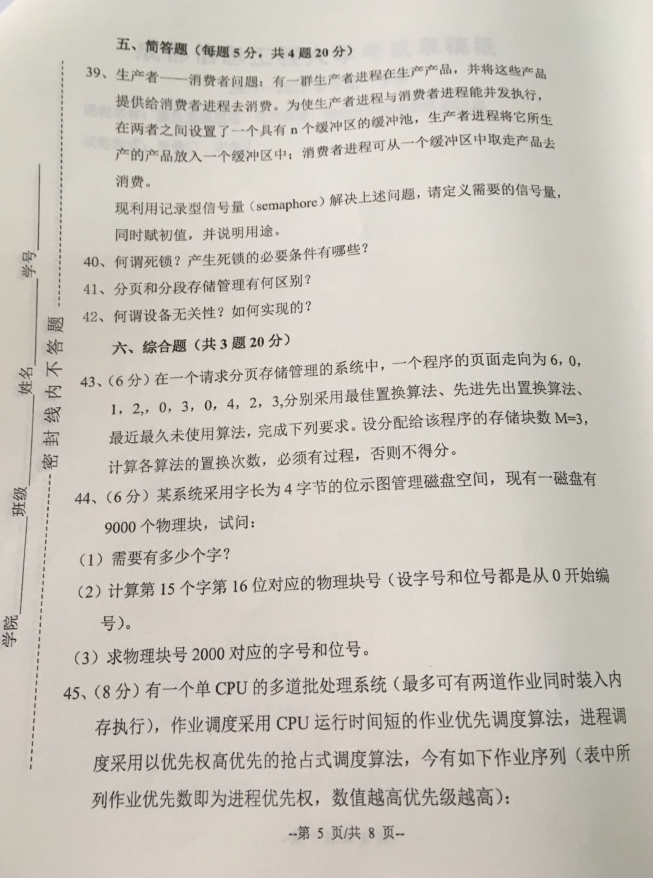 五、简答题（每题 5 分，共 4 题 20 分）
39、生产者——消费者问题：有一群生产者进程在生产产品，并将这些产品
提供给消费者进程去消费。为使生产者进程与消费者进程能并发执行，
在两者之间设置了一个具有 n 个缓冲区的缓冲池，生产者进程将它所生
产的产品放入一个缓冲区中；消费者进程可从一个缓冲区中取走产品去
消费。
现利用记录型信号量（semaphore）解决上述问题，请定义需要的信号量，
同时赋初值，并说明用途。
40、何谓死锁？产生死锁的必要条件有哪些？
41、分页和分段存储管理有何区别？
42、何谓设备无关性？如何实现的？
六、综合题（共 3 题 20 分）
43、（6 分）在一个请求分页存储管理的系统中，一个程序的页面走向为 6，0，
1，2,，0，3，0，4，2，3,分别采用最佳置换算法、先进先出置换算法、
最近最久未使用算法，完成下列要求。设分配给该程序的存储块数 M=3，
计算各算法的置换次数，必须有过程，否则不得分。
44、（6 分）某系统采用字长为 4 字节的位示图管理磁盘空间，现有一磁盘有
9000 个物理块，试问：
（1）需要有多少个字？
（2）计算第 15 个字第 16 位对应的物理块号（设字号和位号都是从 0 开始编
号）。
（3）求物理块号 2000 对应的字号和位号。
45、（8 分）有一个单 CPU 的多道批处理系统（最多可有两道作业同时装入内
存执行），作业调度采用 CPU 运行时间短的作业优先调度算法，进程调
度采用以优先权高优先的抢占式调度算法，今有如下作业序列（表中所
列作业优先数即为进程优先权，数值越高优先级越高）：
--第 5 页/共 8 页--
学院 班级 姓名 学号
密 封 线 内 不 答 题